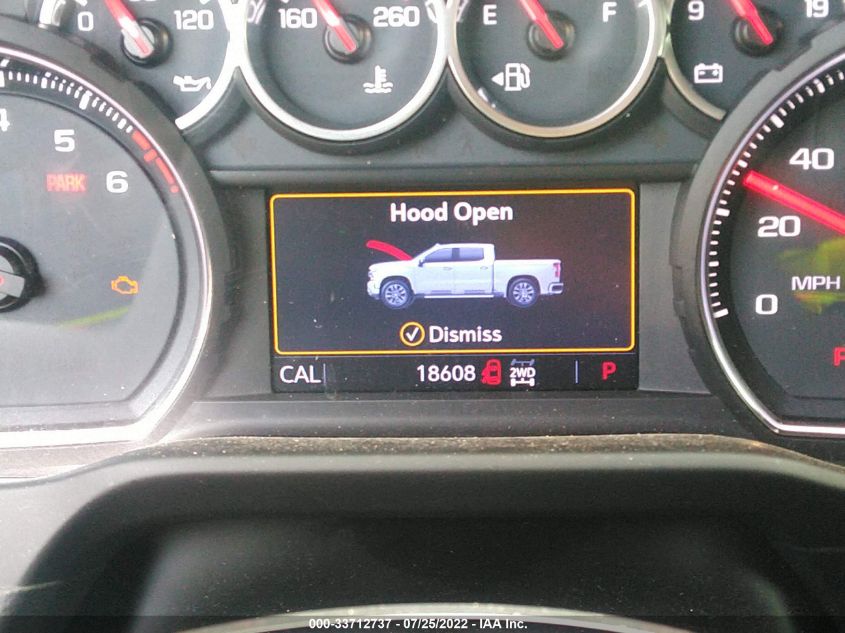 0 120 160 260 E F 9 19
4
5
6
PARK
Hood Open
Dismiss
CAL 18608 2WD P
40
20
0
MPH
000-33712737 - 07/25/2022 - IAA Inc.